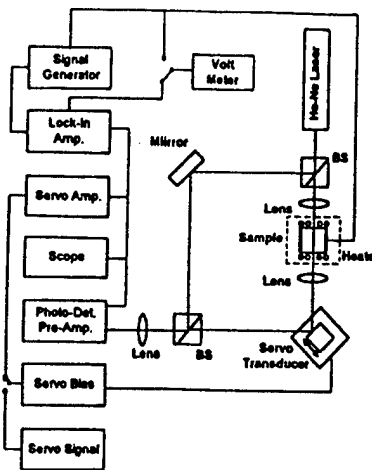 Signal
Generator
Volt
Meter
He-Ne Laser
Lock-In
Amp.
Mirror
BS
Servo Amp.
Lens
Sample
Heater
Scope
Lens
Photo-Det.
Pre-Amp.
Lens
BS
Servo
Transducer
Servo Bias
Servo Signal